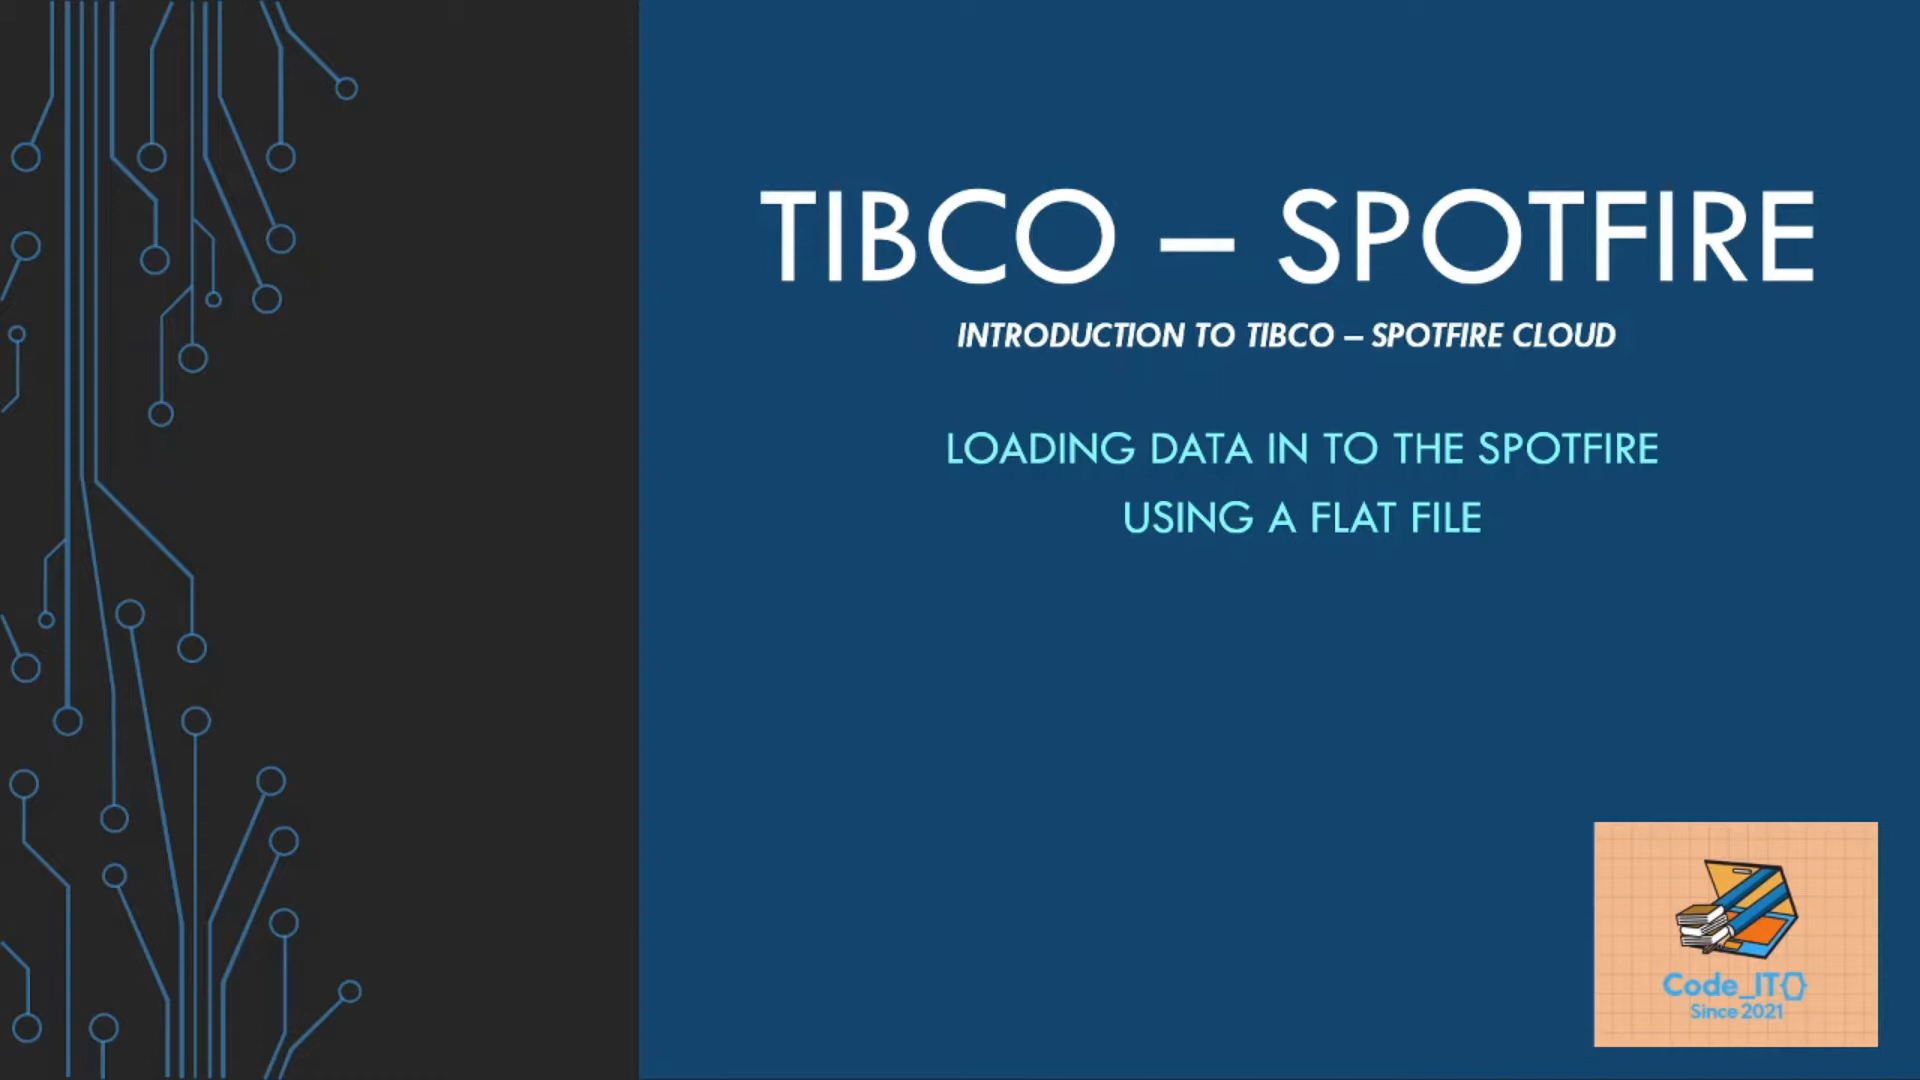 TIBCO – SPOTFIRE
INTRODUCTION TO TIBCO – SPOTFIRE CLOUD
LOADING DATA IN TO THE SPOTFIRE
USING A FLAT FILE
Code_IT{}
Since 2021